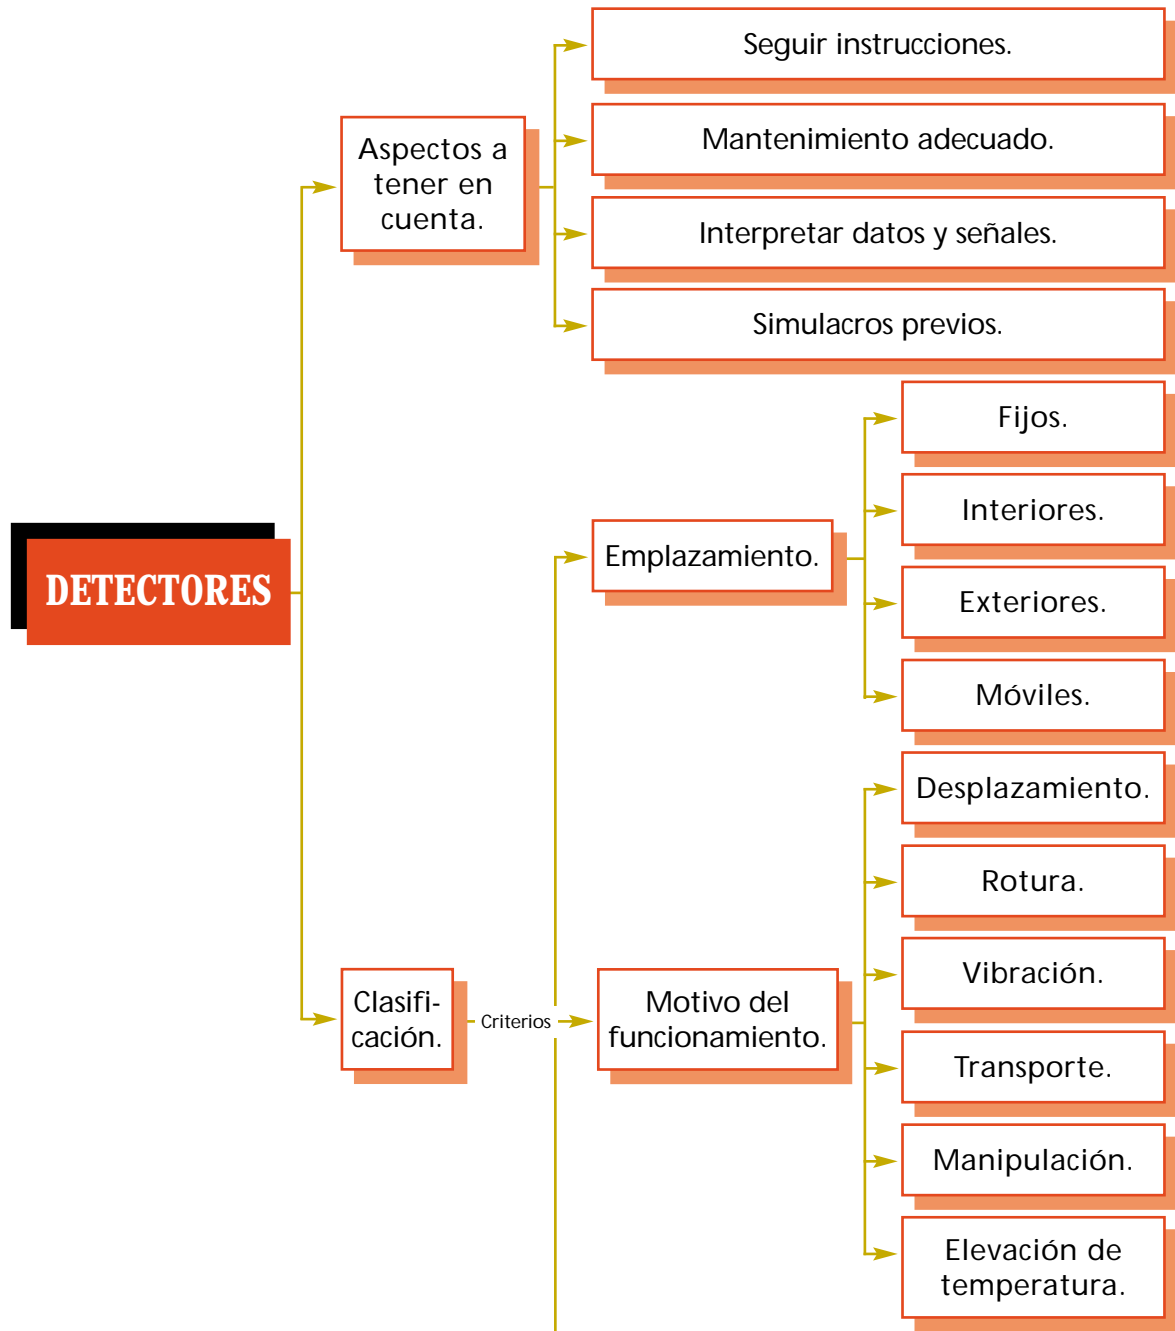 Seguir instrucciones.
Aspectos a
tener en
cuenta.
Mantenimiento adecuado.
Interpretar datos y señales.
Simulacros previos.
DETECTORES
Emplazamiento.
Fijos.
Interiores.
Exteriores.
Móviles.
Clasifi-
cación.
Criterios
Motivo del
funcionamiento.
Desplazamiento.
Rotura.
Vibración.
Transporte.
Manipulación.
Elevación de
temperatura.